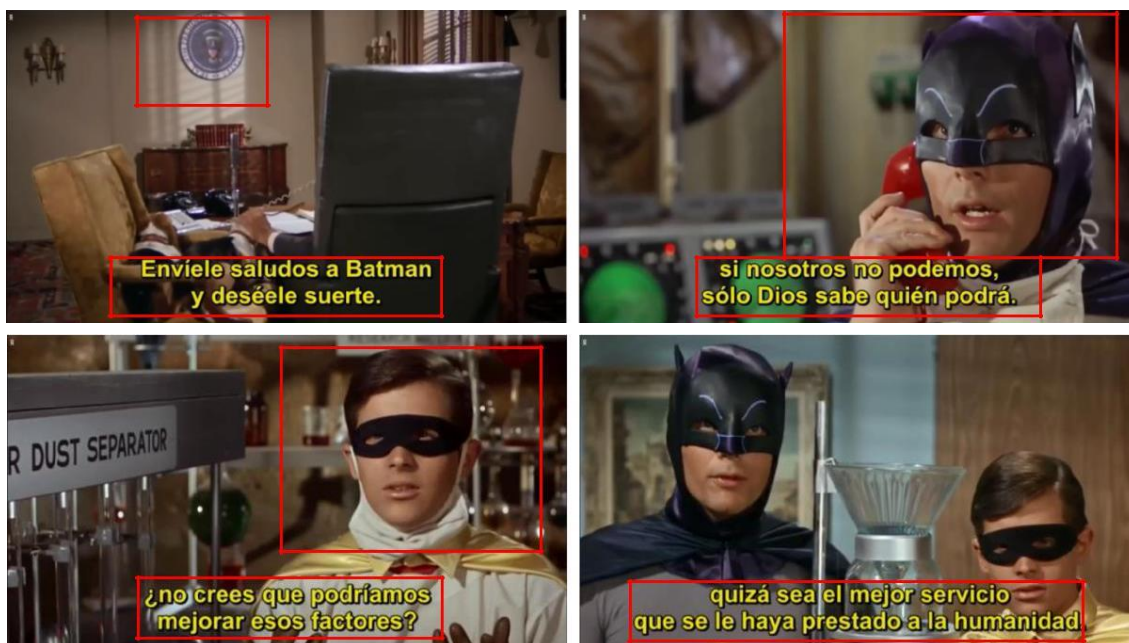 Envíele saludos a Batman
y deséele suerte.
si nosotros no podemos,
sólo Dios sabe quién podrá.
R DUST SEPARATOR
¿no crees que podríamos
mejorar esos factores?
quizá sea el mejor servicio
que se le haya prestado a la humanidad